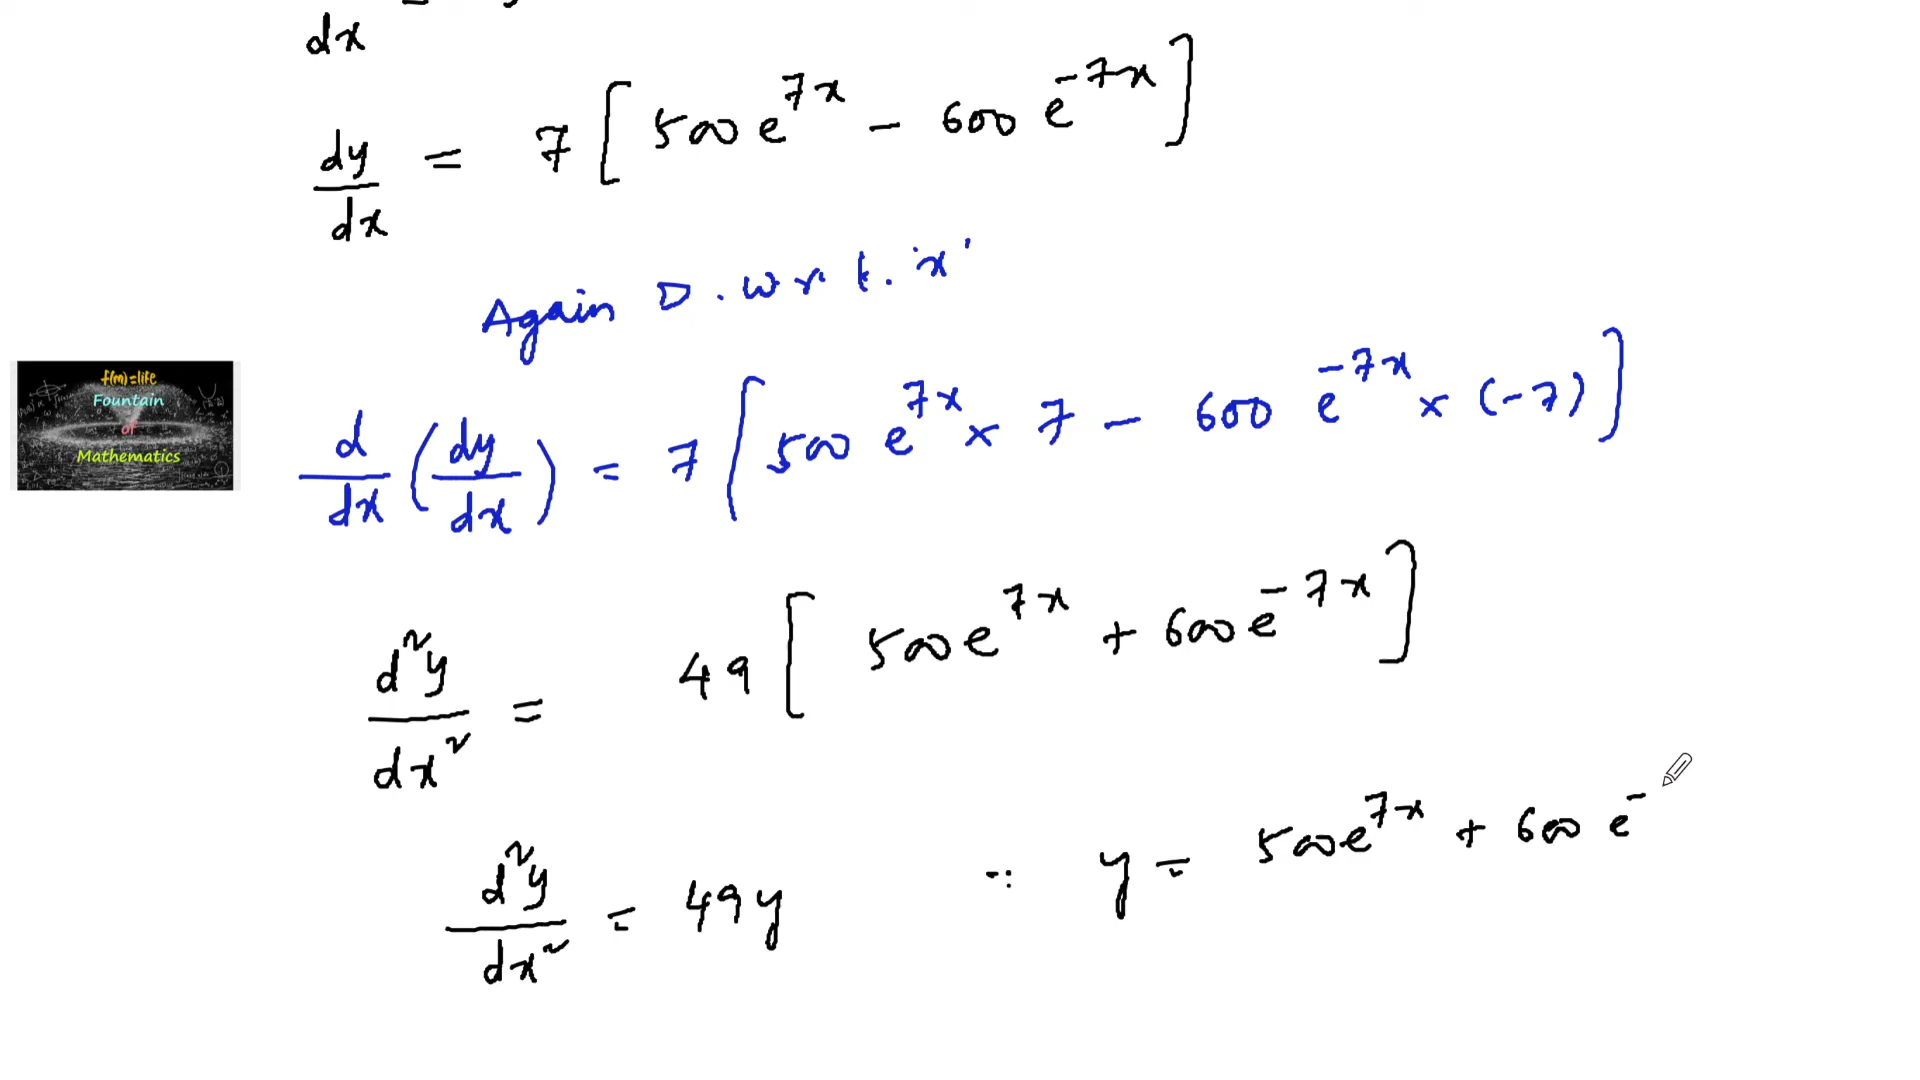 dx
dy/dx = 7 [ 500 e^{7x} - 600 e^{-7x} ]
Again D.w.r.t. 'x'
d/dx (dy/dx) = 7 [ 500 e^{7x} × 7 - 600 e^{-7x} × (-7) ]
f(m)=life
Fountain
of
Mathematics
d²y/dx² = 49 [ 500 e^{7x} + 600 e^{-7x} ]
d²y/dx² = 49y ∵ y = 500 e^{7x} + 600 e^{-